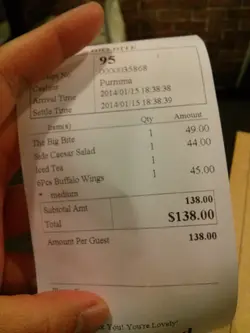 95
0000035868
Cashier Purnima
Arrival Time 2014/01/15 18:38:38
Settle Time 2014/01/15 18:38:39
Item(s) Qty Amount
The Big Bite 1 49.00
Side Caesar Salad 1 44.00
Iced Tea 1
6Pcs Buffalo Wings 1 45.00
* medium
Subtotal Amt 138.00
Total $138.00
Amount Per Guest 138.00
You! You're Lovely"